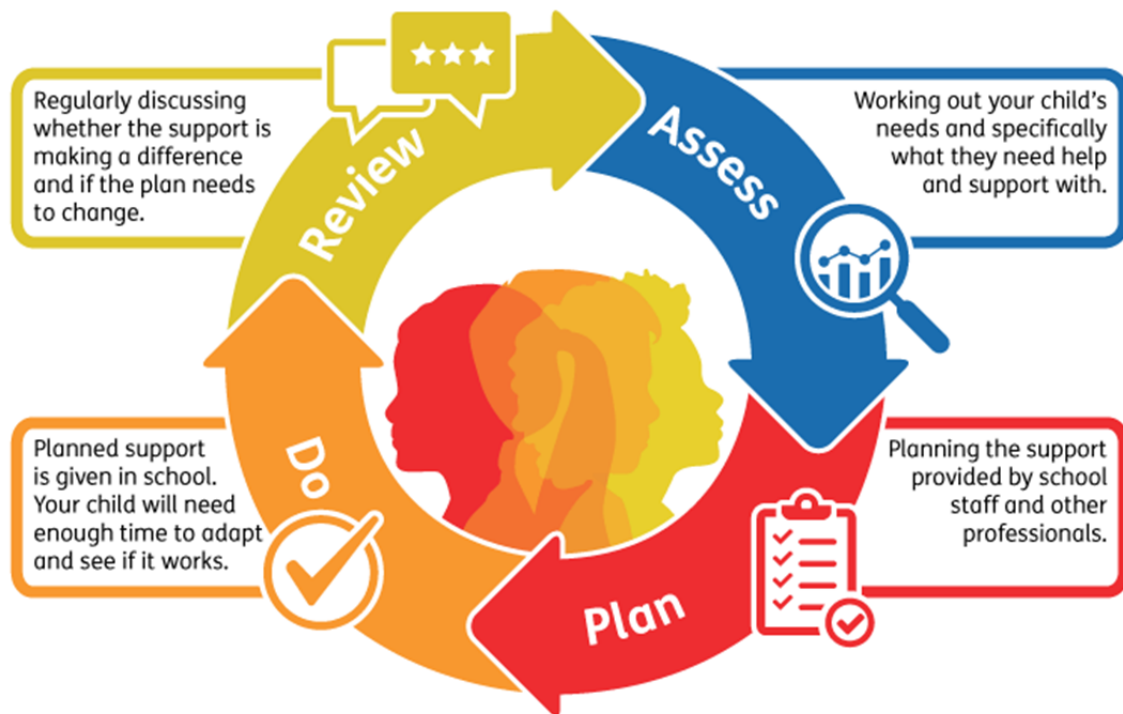 Review
Regularly discussing
whether the support is
making a difference
and if the plan needs
to change.
Assess
Working out your child's
needs and specifically
what they need help
and support with.
Do
Planned support
is given in school.
Your child will need
enough time to adapt
and see if it works.
Plan
Planning the support
provided by school
staff and other
professionals.